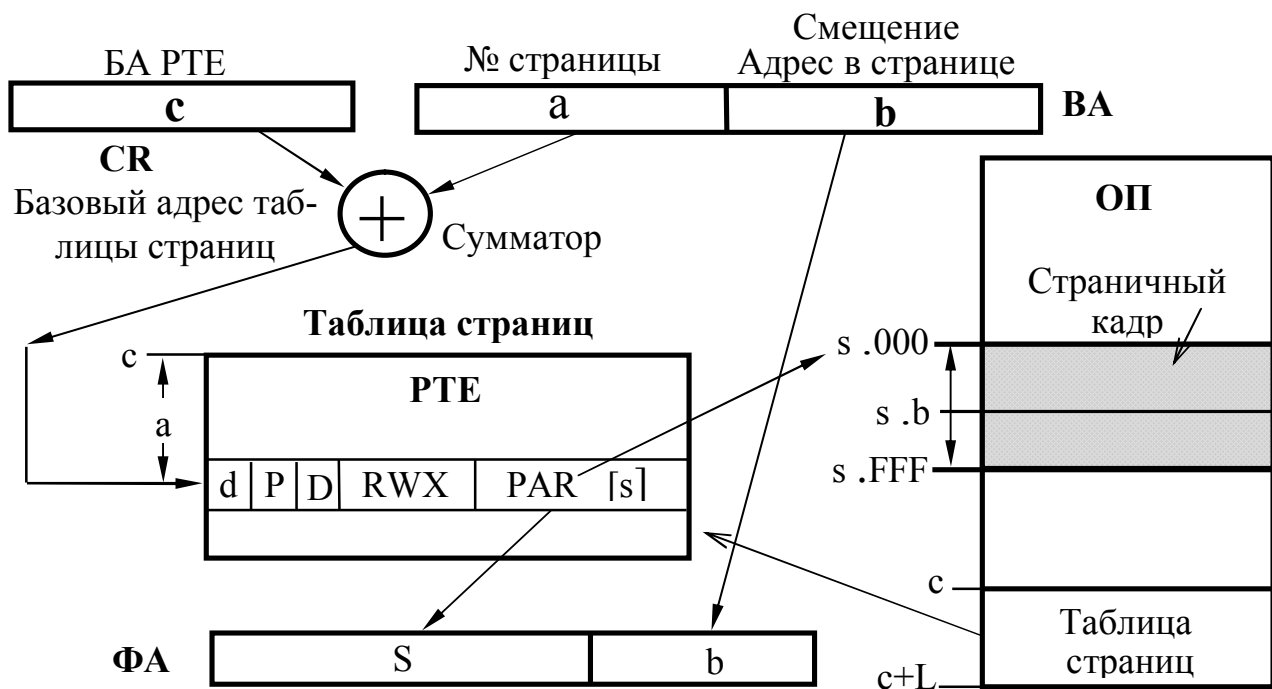 Смещение
БА PTE
№ страницы
Адрес в странице
c
a
b
ВА
CR
Базовый адрес таб-
лицы страниц
Сумматор
ОП
Страничный
кадр
Таблица страниц
c
s .000
PTE
a
s .b
s .FFF
d P D RWX PAR ⌈s⌉
c
Таблица
страниц
ФА
S
b
c+L